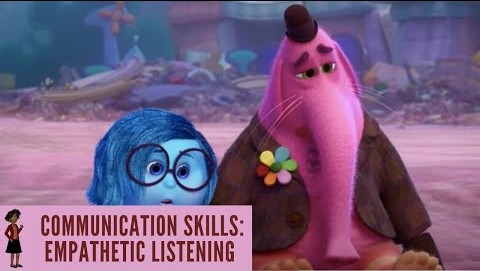 COMMUNICATION SKILLS:
EMPATHETIC LISTENING